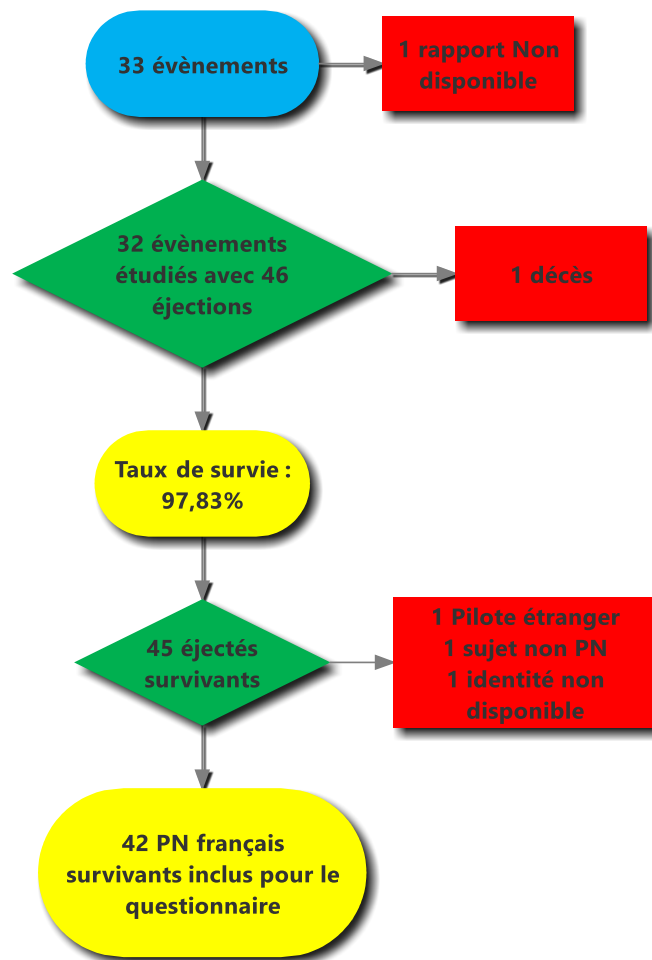 33 évènements
1 rapport Non
disponible
32 évènements
étudiés avec 46
éjections
1 décès
Taux de survie :
97,83%
45 éjectés
survivants
1 Pilote étranger
1 sujet non PN
1 identité non
disponible
42 PN français
survivants inclus pour le
questionnaire